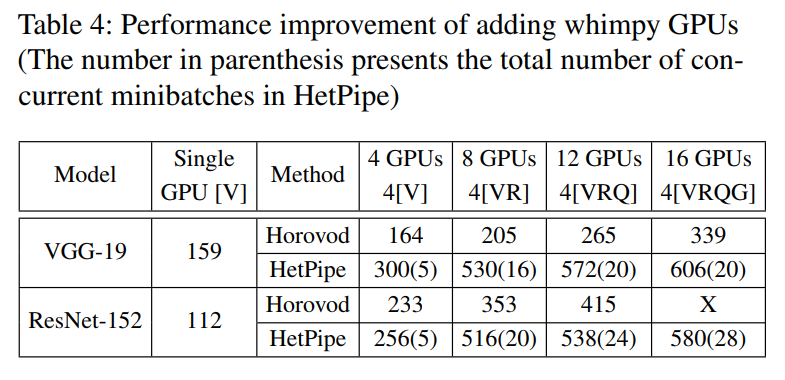 Table 4: Performance improvement of adding whimpy GPUs
(The number in parenthesis presents the total number of con-
current minibatches in HetPipe)
Model Single GPU [V] Method 4 GPUs 4[V] 8 GPUs 4[VR] 12 GPUs 4[VRQ] 16 GPUs 4[VRQG]
VGG-19 159 Horovod 164 205 265 339
HetPipe 300(5) 530(16) 572(20) 606(20)
ResNet-152 112 Horovod 233 353 415 X
HetPipe 256(5) 516(20) 538(24) 580(28)